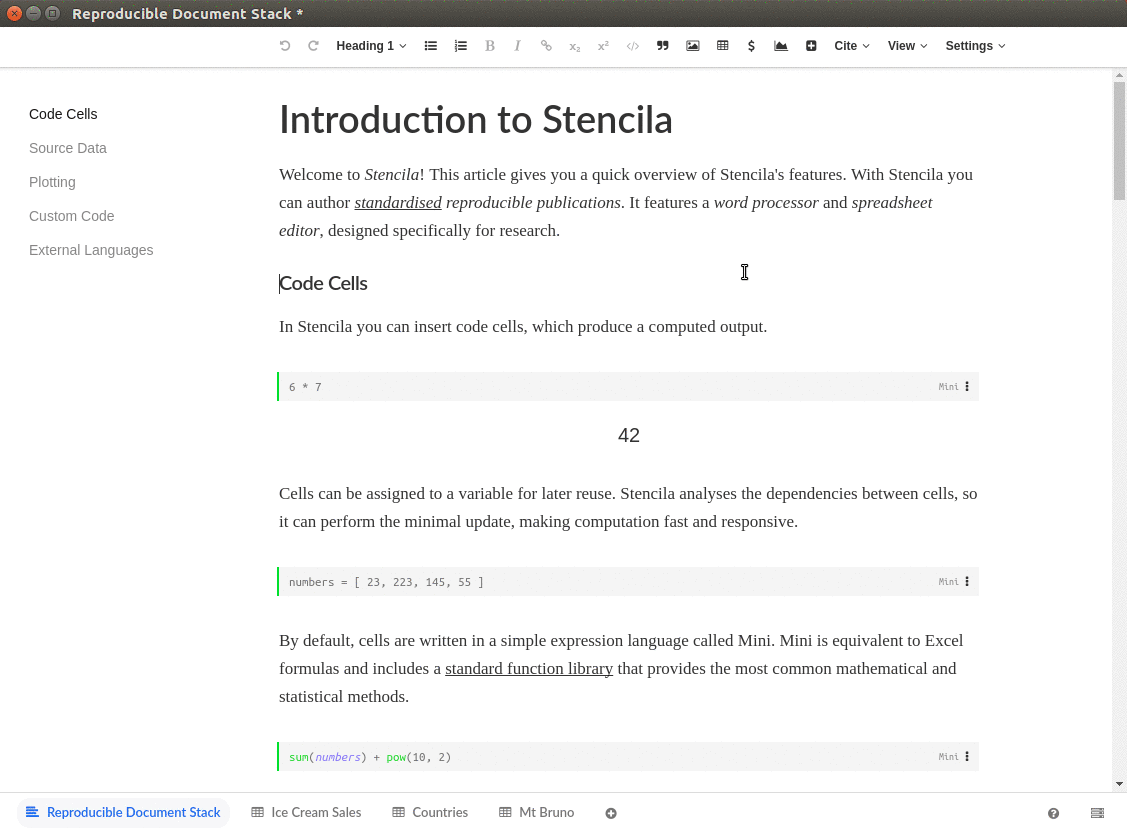 Reproducible Document Stack *
Heading 1
B I x₂ x² </> $ Cite View Settings
Code Cells
Source Data
Plotting
Custom Code
External Languages
Introduction to Stencila
Welcome to Stencila! This article gives you a quick overview of Stencila's features. With Stencila you
can author standardised reproducible publications. It features a word processor and spreadsheet
editor, designed specifically for research.
Code Cells
In Stencila you can insert code cells, which produce a computed output.
6 * 7 Mini
42
Cells can be assigned to a variable for later reuse. Stencila analyses the dependencies between cells, so
it can perform the minimal update, making computation fast and responsive.
numbers = [ 23, 223, 145, 55 ] Mini
By default, cells are written in a simple expression language called Mini. Mini is equivalent to Excel
formulas and includes a standard function library that provides the most common mathematical and
statistical methods.
sum(numbers) + pow(10, 2) Mini
Reproducible Document Stack Ice Cream Sales Countries Mt Bruno